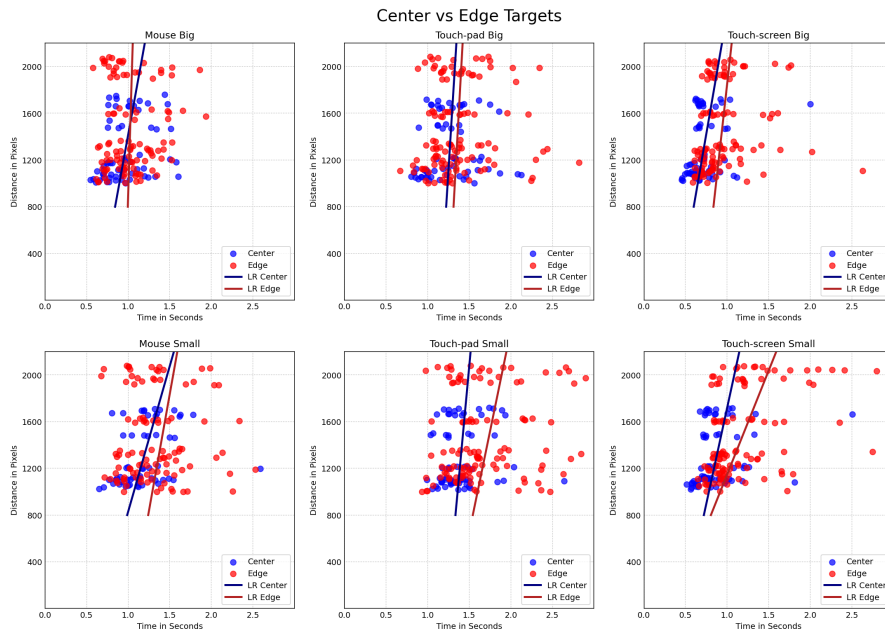 Center vs Edge Targets
Mouse Big
Touch-pad Big
Touch-screen Big
Distance in Pixels
2000
1600
1200
800
400
Center
Edge
LR Center
LR Edge
0.0 0.5 1.0 1.5 2.0 2.5
Time in Seconds
Distance in Pixels
2000
1600
1200
800
400
Center
Edge
LR Center
LR Edge
0.0 0.5 1.0 1.5 2.0 2.5
Time in Seconds
Distance in Pixels
2000
1600
1200
800
400
Center
Edge
LR Center
LR Edge
0.0 0.5 1.0 1.5 2.0 2.5
Time in Seconds
Mouse Small
Touch-pad Small
Touch-screen Small
Distance in Pixels
2000
1600
1200
800
400
Center
Edge
LR Center
LR Edge
0.0 0.5 1.0 1.5 2.0 2.5
Time in Seconds
Distance in Pixels
2000
1600
1200
800
400
Center
Edge
LR Center
LR Edge
0.0 0.5 1.0 1.5 2.0 2.5
Time in Seconds
Distance in Pixels
2000
1600
1200
800
400
Center
Edge
LR Center
LR Edge
0.0 0.5 1.0 1.5 2.0 2.5
Time in Seconds